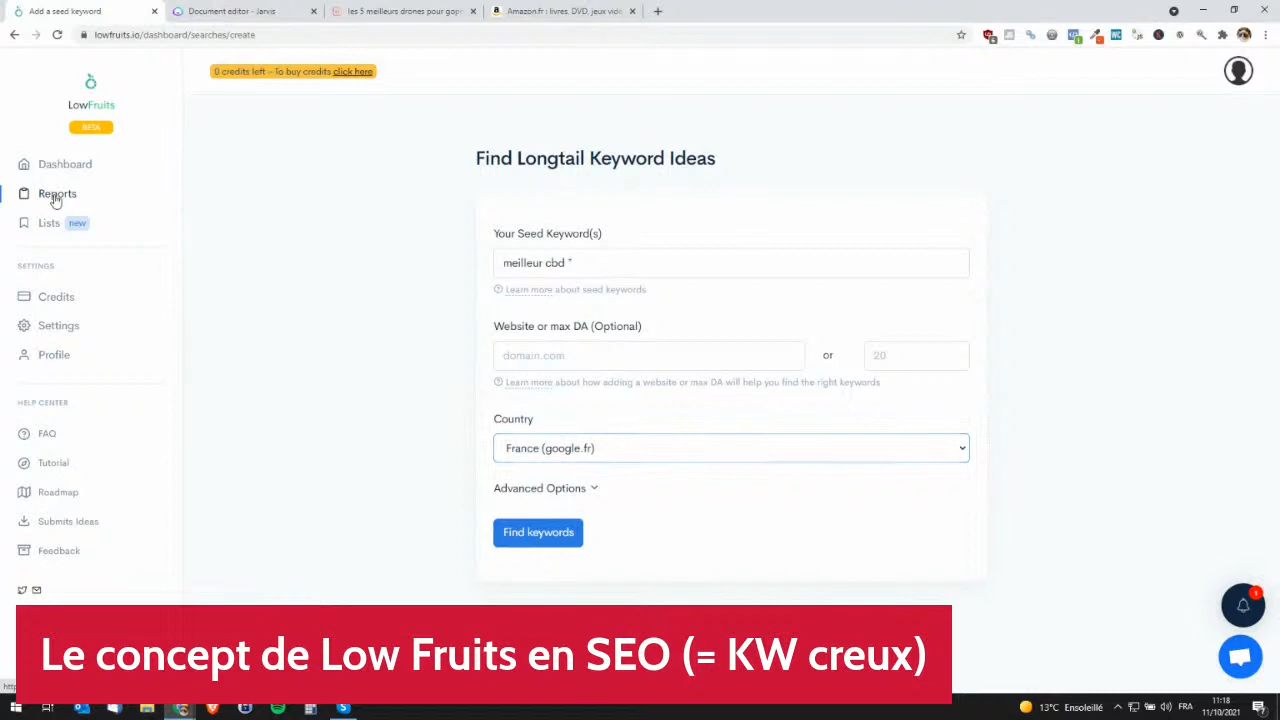 Add a seed keyword
Document editor - Jarvis
les 3 meilleurs drones pour gop
Amazon.fr : livres, DVD, jeux vide
lowfruits.io/dashboard/searches/create
0 credits left - To buy credits click here
LowFruits
BETA
Dashboard
Reports
Lists new
SETTINGS
Credits
Settings
Profile
HELP CENTER
FAQ
Tutorial
Roadmap
Submits Ideas
Feedback
Find Longtail Keyword Ideas
Your Seed Keyword(s)
meilleur cbd *
Learn more about seed keywords
Website or max DA (Optional)
domain.com
or
20
Learn more about how adding a website or max DA will help you find the right keywords
Country
France (google.fr)
Advanced Options
Find keywords
1
Le concept de Low Fruits en SEO (= KW creux)
13°C Ensoleillé
FRA
11:18
11/10/2021